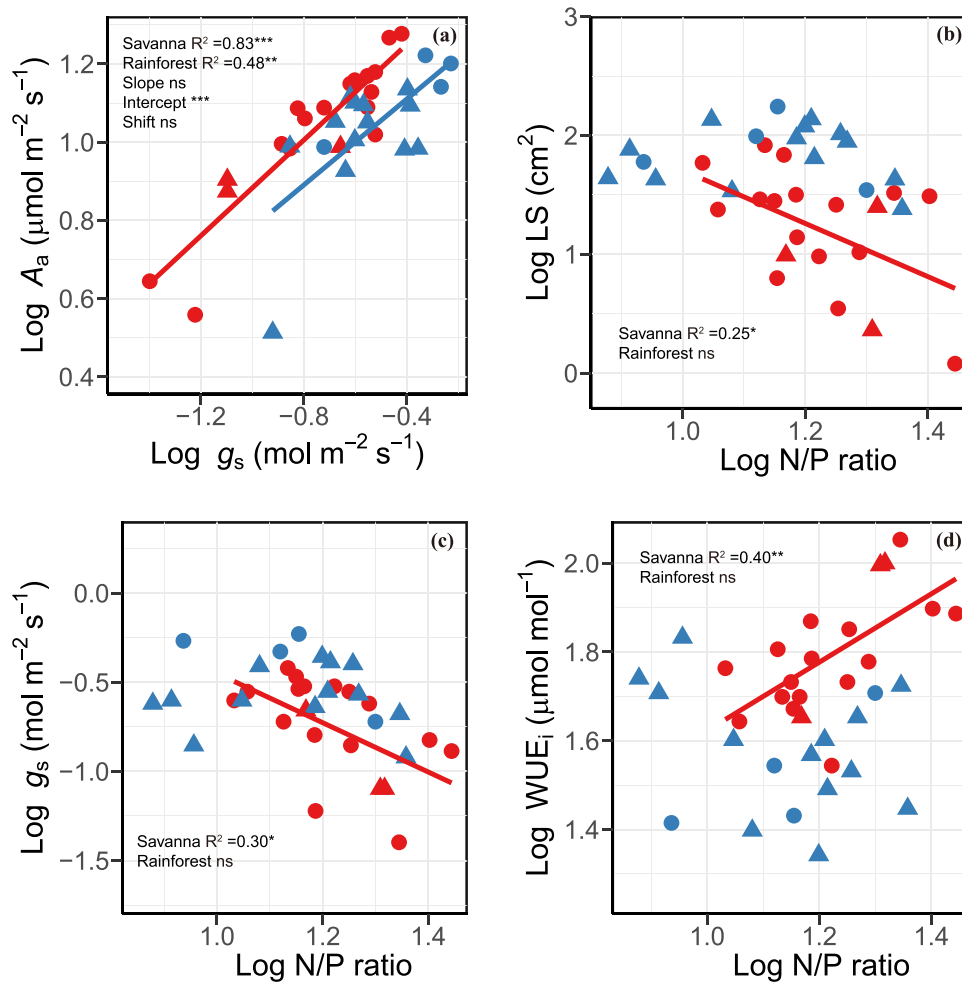 (a)
Savanna R² =0.83***
Rainforest R² =0.48**
Slope ns
Intercept ***
Shift ns
Log Aₐ (μmol m⁻² s⁻¹)
1.2
1.0
0.8
0.6
0.4
−1.2 −0.8 −0.4
Log gₛ (mol m⁻² s⁻¹)
(b)
Log LS (cm²)
3
2
1
0
Savanna R² =0.25*
Rainforest ns
1.0 1.2 1.4
Log N/P ratio
(c)
Log gₛ (mol m⁻² s⁻¹)
0.0
−0.5
−1.0
−1.5
Savanna R² =0.30*
Rainforest ns
1.0 1.2 1.4
Log N/P ratio
(d)
Savanna R² =0.40**
Rainforest ns
Log WUEᵢ (μmol mol⁻¹)
2.0
1.8
1.6
1.4
1.0 1.2 1.4
Log N/P ratio